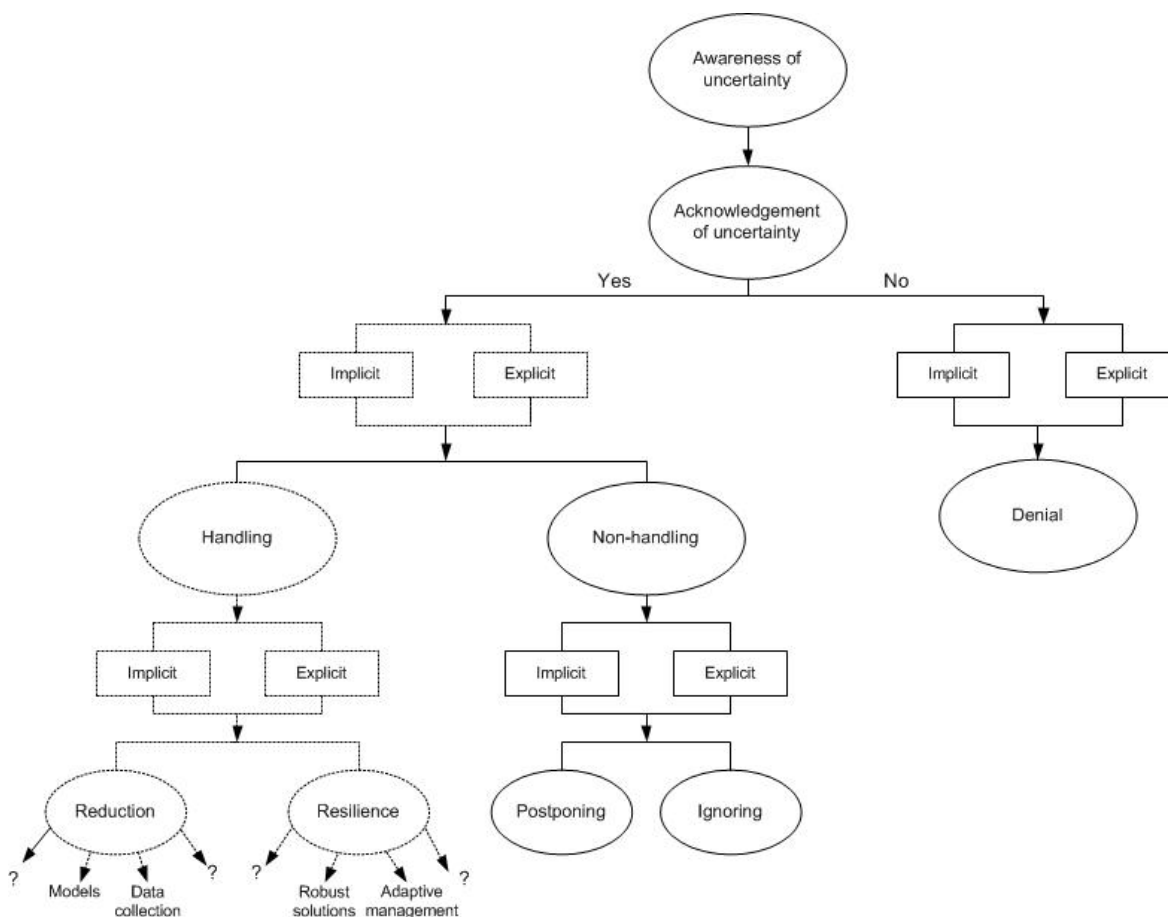 Awareness of
uncertainty
Acknowledgement
of uncertainty
Yes
No
Implicit
Explicit
Implicit
Explicit
Handling
Non-handling
Denial
Implicit
Explicit
Implicit
Explicit
Reduction
Resilience
Postponing
Ignoring
?
?
?
?
Models
Data
collection
Robust
solutions
Adaptive
management